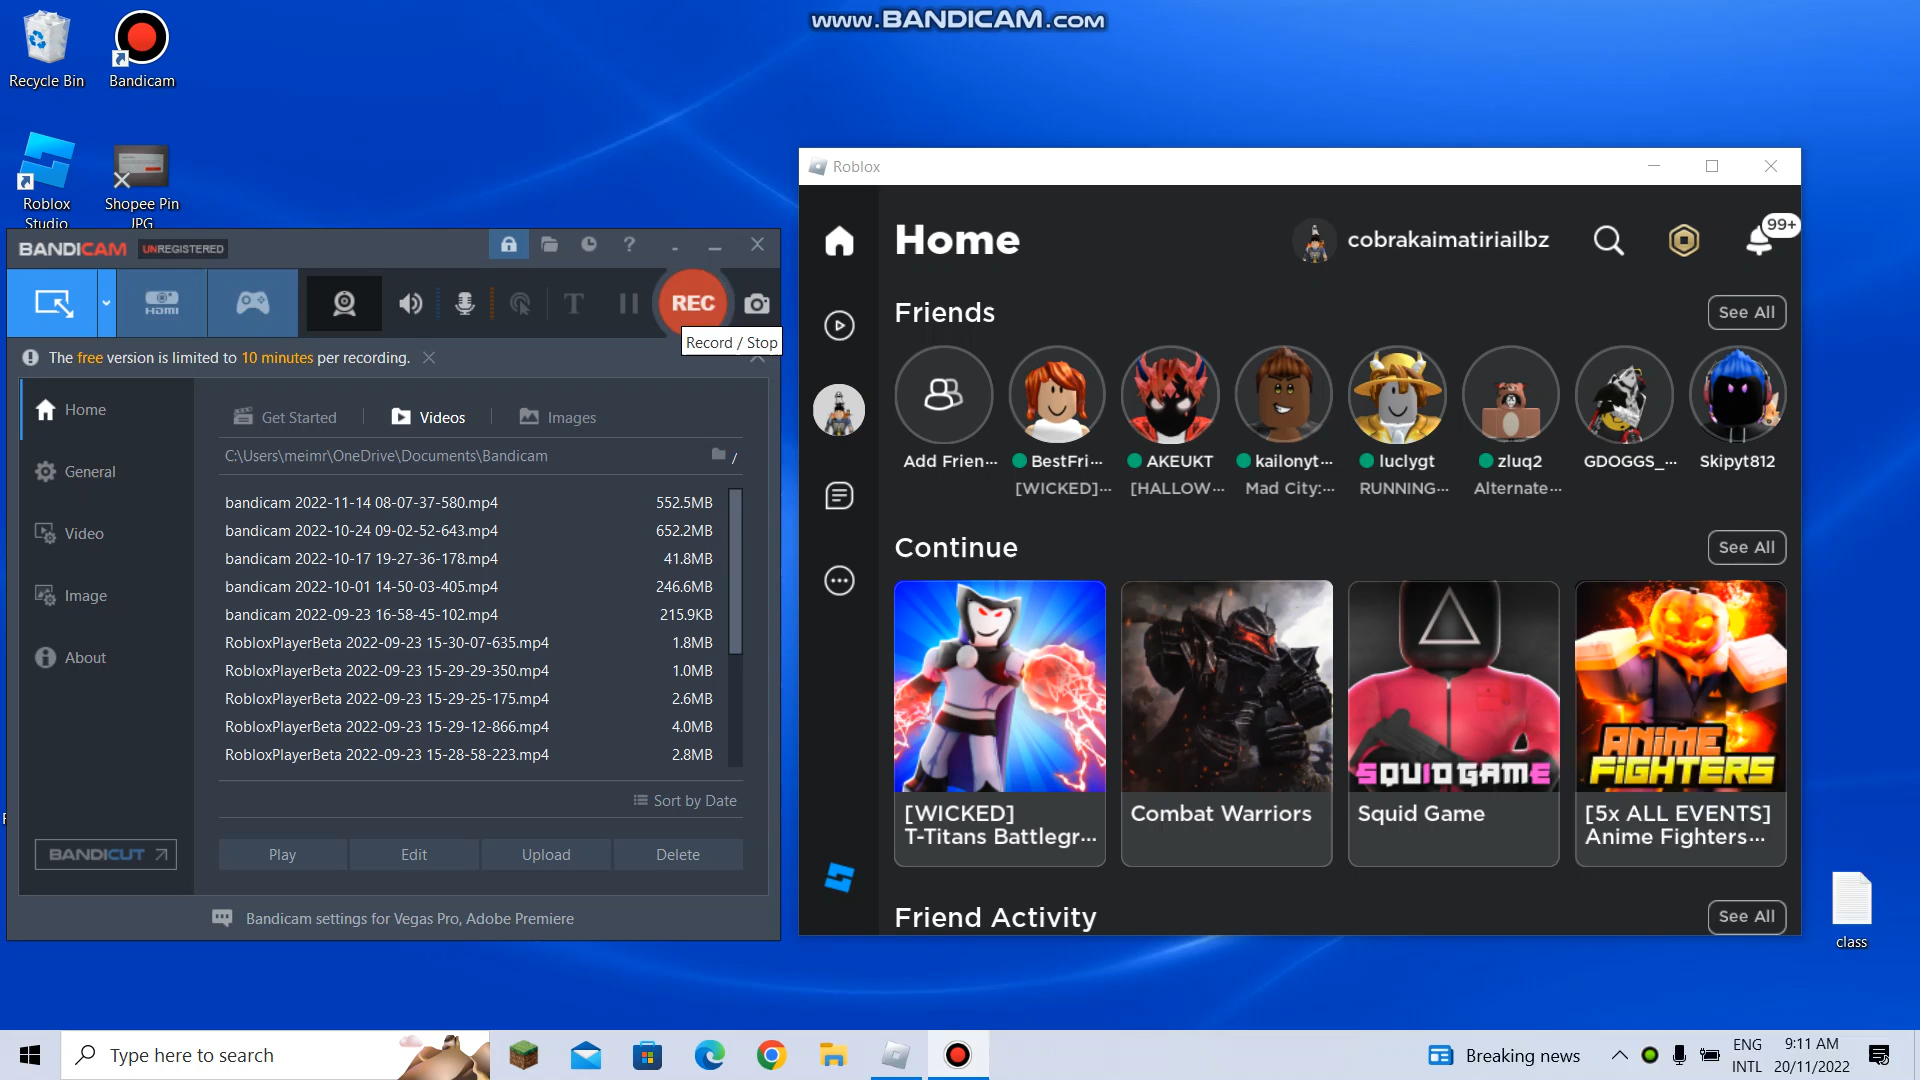 www.BANDICAM.com
Recycle Bin
Bandicam
Roblox
Studio
Shopee Pin
JPG
BANDICAM UNREGISTERED
HDMI
T
REC
Record / Stop
The free version is limited to 10 minutes per recording.
Home
General
Video
Image
About
BANDICUT
Get Started
Videos
Images
C:\Users\meimr\OneDrive\Documents\Bandicam
/
bandicam 2022-11-14 08-07-37-580.mp4 552.5MB
bandicam 2022-10-24 09-02-52-643.mp4 652.2MB
bandicam 2022-10-17 19-27-36-178.mp4 41.8MB
bandicam 2022-10-01 14-50-03-405.mp4 246.6MB
bandicam 2022-09-23 16-58-45-102.mp4 215.9KB
RobloxPlayerBeta 2022-09-23 15-30-07-635.mp4 1.8MB
RobloxPlayerBeta 2022-09-23 15-29-29-350.mp4 1.0MB
RobloxPlayerBeta 2022-09-23 15-29-25-175.mp4 2.6MB
RobloxPlayerBeta 2022-09-23 15-29-12-866.mp4 4.0MB
RobloxPlayerBeta 2022-09-23 15-28-58-223.mp4 2.8MB
Sort by Date
Play
Edit
Upload
Delete
Bandicam settings for Vegas Pro, Adobe Premiere
Roblox
Home
cobrakaimatiriailbz
99+
Friends
See All
Add Frien...
BestFri...
[WICKED]...
AKEUKT
[HALLOW...
kailonyt...
Mad City:...
luclygt
RUNNING...
zluq2
Alternate...
GDOGGS_...
Skipyt812
Continue
See All
SQUID GAME
ANIME
FIGHTERS
[WICKED]
T-Titans Battlegr...
Combat Warriors
Squid Game
[5x ALL EVENTS]
Anime Fighters...
Friend Activity
See All
class
Type here to search
Breaking news
ENG
INTL
9:11 AM
20/11/2022